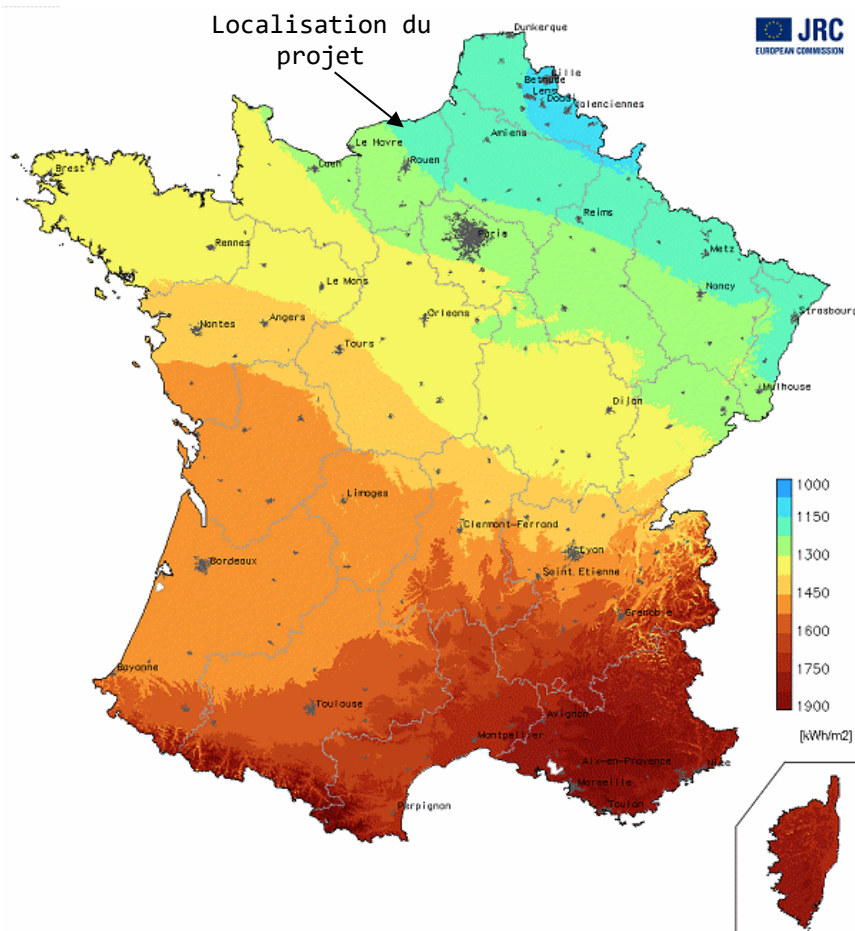 Localisation du
projet
Dunkerque
JRC
EUROPEAN COMMISSION
Lille
Bethune
Lens
Douai
Valenciennes
Amiens
Le Havre
Rouen
Caen
Brest
Reims
Paris
Metz
Rennes
Nancy
Le Mans
Strasbourg
Orleans
Angers
Nantes
Tours
Mulhouse
Dijon
1000
Limoges
1150
Clermont-Ferrand
1300
Lyon
Bordeaux
Saint Etienne
1450
Grenoble
1600
Bayonne
1750
Toulouse
1900
Avignon
[kWh/m2]
Montpellier
Aix-en-Provence
Nice
Marseille
Perpignan
Toulon